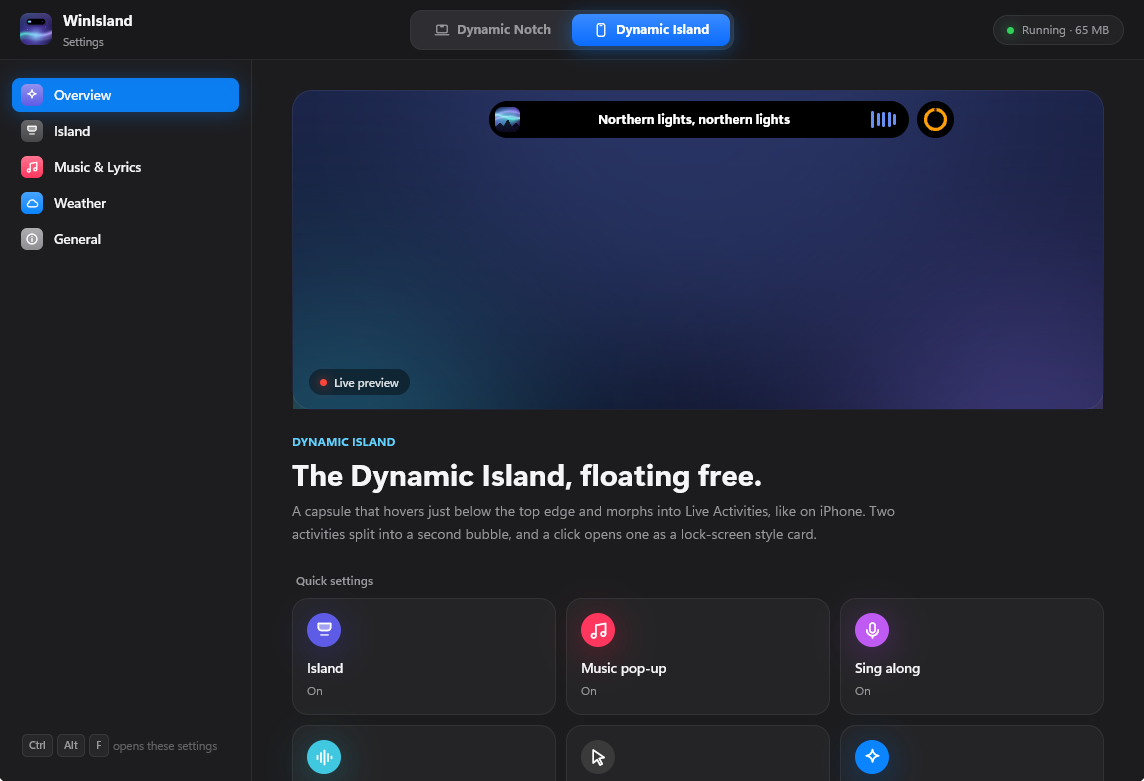 WinIsland
Settings
Dynamic Notch
Dynamic Island
Running · 65 MB
Overview
Island
Music & Lyrics
Weather
General
Northern lights, northern lights
Live preview
DYNAMIC ISLAND
The Dynamic Island, floating free.
A capsule that hovers just below the top edge and morphs into Live Activities, like on iPhone. Two
activities split into a second bubble, and a click opens one as a lock-screen style card.
Quick settings
Island
On
Music pop-up
On
Sing along
On
Ctrl Alt F opens these settings